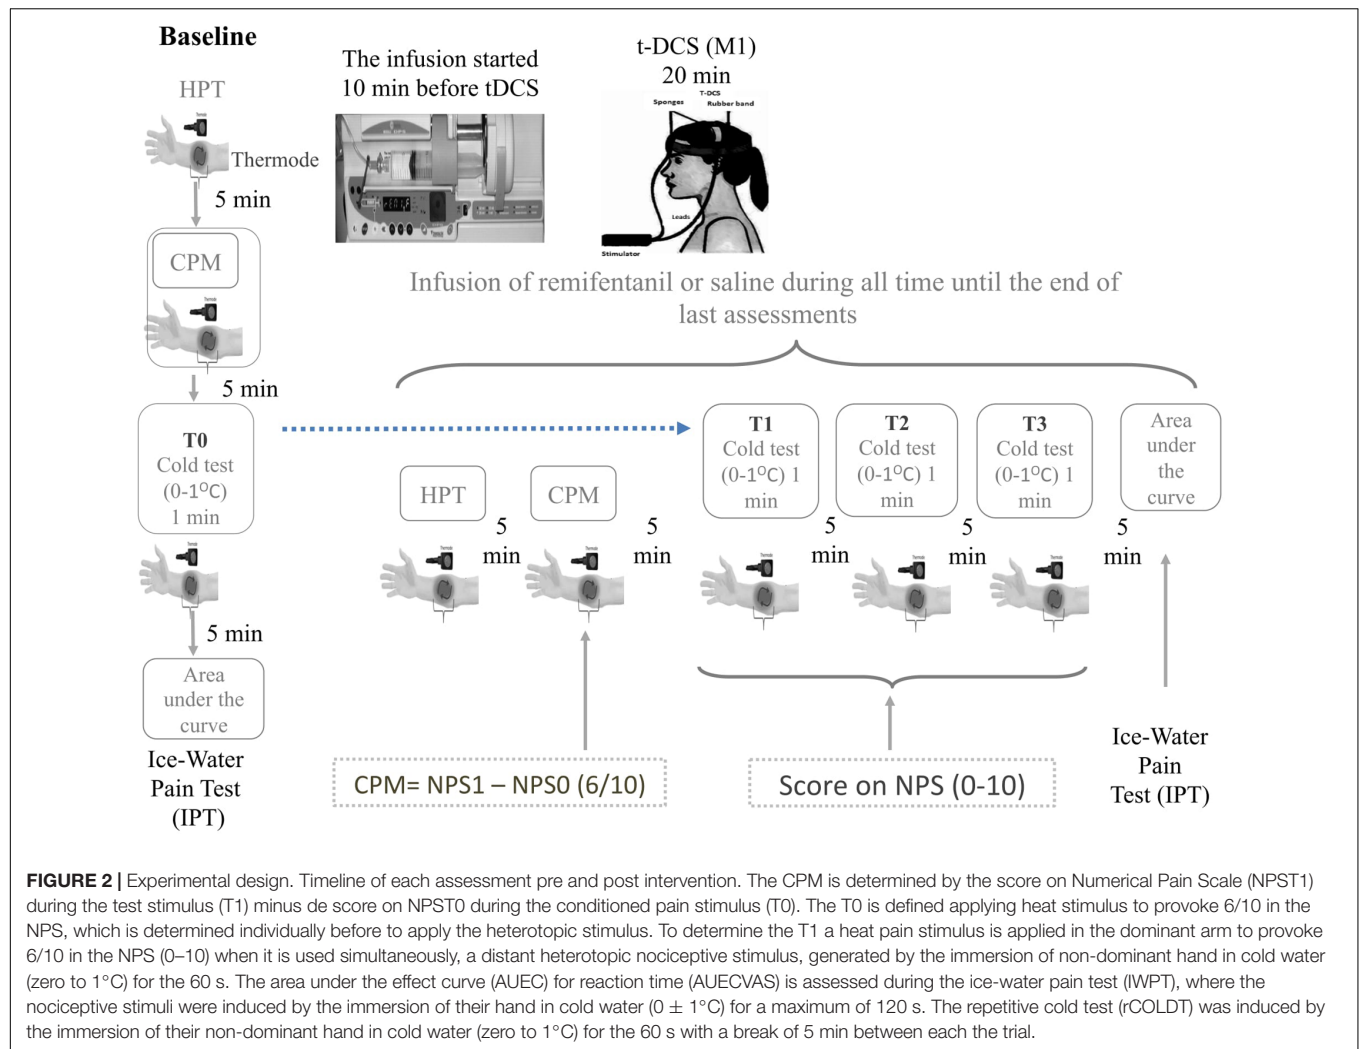 Baseline
HPT
Thermode
Thermode
5 min
CPM
Thermode
5 min
T0
Cold test
(0-1ºC)
1 min
Thermode
5 min
Area
under the
curve
Ice-Water
Pain Test
(IPT)
The infusion started
10 min before tDCS
t-DCS (M1)
20 min
T-DCS
Sponges
Rubber band
Leads
Stimulator
Infusion of remifentanil or saline during all time until the end of
last assessments
HPT
5
min
CPM
5
min
T1
Cold test
(0-1ºC) 1
min
5
min
T2
Cold test
(0-1ºC) 1
min
5
min
T3
Cold test
(0-1ºC) 1
min
5
min
Area
under
the
curve
Thermode
Thermode
Thermode
Thermode
Thermode
CPM= NPS1 – NPS0 (6/10)
Score on NPS (0-10)
Ice-Water
Pain
Test (IPT)
FIGURE 2 | Experimental design. Timeline of each assessment pre and post intervention. The CPM is determined by the score on Numerical Pain Scale (NPST1)
during the test stimulus (T1) minus de score on NPST0 during the conditioned pain stimulus (T0). The T0 is defined applying heat stimulus to provoke 6/10 in the
NPS, which is determined individually before to apply the heterotopic stimulus. To determine the T1 a heat pain stimulus is applied in the dominant arm to provoke
6/10 in the NPS (0–10) when it is used simultaneously, a distant heterotopic nociceptive stimulus, generated by the immersion of non-dominant hand in cold water
(zero to 1°C) for the 60 s. The area under the effect curve (AUEC) for reaction time (AUECVAS) is assessed during the ice-water pain test (IWPT), where the
nociceptive stimuli were induced by the immersion of their hand in cold water (0 ± 1°C) for a maximum of 120 s. The repetitive cold test (rCOLDT) was induced by
the immersion of their non-dominant hand in cold water (zero to 1°C) for the 60 s with a break of 5 min between each the trial.